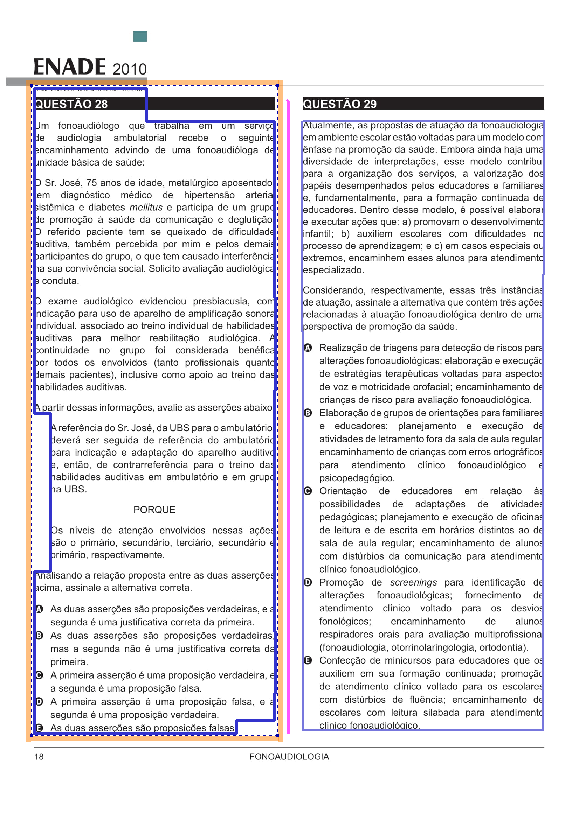 ENADE 2010
QUESTÃO 28
Um fonoaudiólogo que trabalha em um serviço
de audiologia ambulatorial recebe o seguinte
encaminhamento advindo de uma fonoaudióloga de
unidade básica de saúde:
O Sr. José, 75 anos de idade, metalúrgico aposentado,
tem diagnóstico médico de hipertensão arterial
sistêmica e diabetes mellitus e participa de um grupo
de promoção à saúde da comunicação e deglutição.
O referido paciente tem se queixado de dificuldade
auditiva, também percebida por mim e pelos demais
participantes do grupo, o que tem causado interferência
na sua convivência social. Solicito avaliação audiológica
e conduta.
O exame audiológico evidenciou presbiacusia, com
indicação para uso de aparelho de amplificação sonora
individual, associado ao treino individual de habilidades
auditivas para melhor reabilitação audiológica. A
continuidade no grupo foi considerada benéfica
por todos os envolvidos (tanto profissionais quanto
demais pacientes), inclusive como apoio ao treino das
habilidades auditivas.
A partir dessas informações, avalie as asserções abaixo.
A referência do Sr. José, da UBS para o ambulatório,
deverá ser seguida de referência do ambulatório
para indicação e adaptação do aparelho auditivo
e, então, de contrarreferência para o treino das
habilidades auditivas em ambulatório e em grupo
na UBS.
PORQUE
Os níveis de atenção envolvidos nessas ações
são o primário, secundário, terciário, secundário e
primário, respectivamente.
Analisando a relação proposta entre as duas asserções
acima, assinale a alternativa correta.
A As duas asserções são proposições verdadeiras, e a
segunda é uma justificativa correta da primeira.
B As duas asserções são proposições verdadeiras,
mas a segunda não é uma justificativa correta da
primeira.
C A primeira asserção é uma proposição verdadeira, e
a segunda é uma proposição falsa.
D A primeira asserção é uma proposição falsa, e a
segunda é uma proposição verdadeira.
E As duas asserções são proposições falsas.
QUESTÃO 29
Atualmente, as propostas de atuação da fonoaudiologia
em ambiente escolar estão voltadas para um modelo com
ênfase na promoção da saúde. Embora ainda haja uma
diversidade de interpretações, esse modelo contribui
para a organização dos serviços, a valorização dos
papéis desempenhados pelos educadores e familiares
e, fundamentalmente, para a formação continuada de
educadores. Dentro desse modelo, é possível elaborar
e executar ações que: a) promovam o desenvolvimento
infantil; b) auxiliem escolares com dificuldades no
processo de aprendizagem; e c) em casos especiais ou
extremos, encaminhem esses alunos para atendimento
especializado.
Considerando, respectivamente, essas três instâncias
de atuação, assinale a alternativa que contém três ações
relacionadas à atuação fonoaudiológica dentro de uma
perspectiva de promoção da saúde.
A Realização de triagens para detecção de riscos para
alterações fonoaudiológicas; elaboração e execução
de estratégias terapêuticas voltadas para aspectos
de voz e motricidade orofacial; encaminhamento de
crianças de risco para avaliação fonoaudiológica.
B Elaboração de grupos de orientações para familiares
e educadores; planejamento e execução de
atividades de letramento fora da sala de aula regular;
encaminhamento de crianças com erros ortográficos
para atendimento clínico fonoaudiológico e
psicopedagógico.
C Orientação de educadores em relação às
possibilidades de adaptações de atividades
pedagógicas; planejamento e execução de oficinas
de leitura e de escrita em horários distintos ao de
sala de aula regular; encaminhamento de alunos
com distúrbios da comunicação para atendimento
clínico fonoaudiológico.
D Promoção de screenings para identificação de
alterações fonoaudiológicas; fornecimento de
atendimento clínico voltado para os desvios
fonológicos; encaminhamento de alunos
respiradores orais para avaliação multiprofissional
(fonoaudiologia, otorrinolaringologia, ortodontia).
E Confecção de minicursos para educadores que os
auxiliem em sua formação continuada; promoção
de atendimento clínico voltado para os escolares
com distúrbios de fluência; encaminhamento de
escolares com leitura silabada para atendimento
clínico fonoaudiológico.
18
FONOAUDIOLOGIA